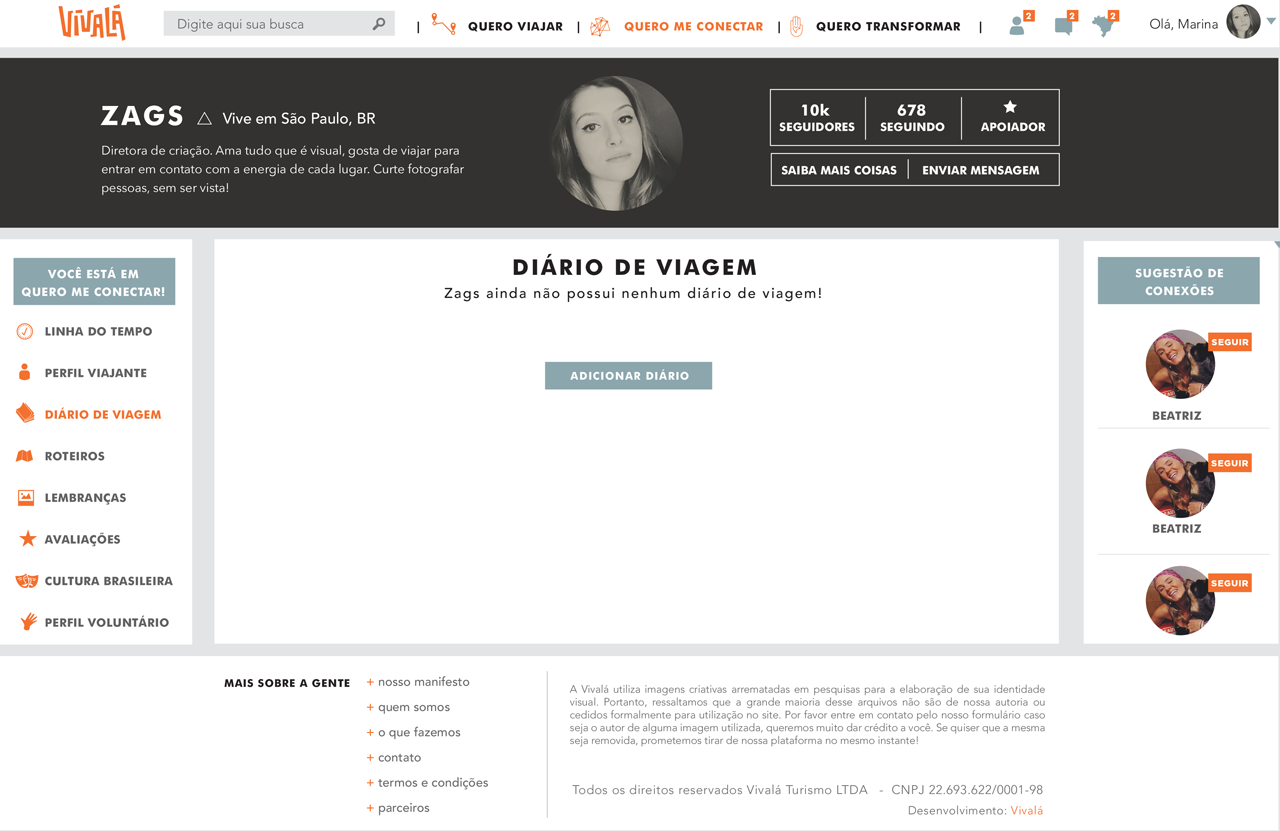 VIVALÁ
Digite aqui sua busca
| QUERO VIAJAR | QUERO ME CONECTAR | QUERO TRANSFORMAR |
2 2 2
Olá, Marina
ZAGS Vive em São Paulo, BR
Diretora de criação. Ama tudo que é visual, gosta de viajar para
entrar em contato com a energia de cada lugar. Curte fotografar
pessoas, sem ser vista!
10k 678
SEGUIDORES SEGUINDO APOIADOR
SAIBA MAIS COISAS ENVIAR MENSAGEM
VOCÊ ESTÁ EM
QUERO ME CONECTAR!
LINHA DO TEMPO
PERFIL VIAJANTE
DIÁRIO DE VIAGEM
ROTEIROS
LEMBRANÇAS
AVALIAÇÕES
CULTURA BRASILEIRA
PERFIL VOLUNTÁRIO
DIÁRIO DE VIAGEM
Zags ainda não possui nenhum diário de viagem!
ADICIONAR DIÁRIO
SUGESTÃO DE
CONEXÕES
SEGUIR
BEATRIZ
SEGUIR
BEATRIZ
SEGUIR
MAIS SOBRE A GENTE
+ nosso manifesto
+ quem somos
+ o que fazemos
+ contato
+ termos e condições
+ parceiros
A Vivalá utiliza imagens criativas arrematadas em pesquisas para a elaboração de sua identidade
visual. Portanto, ressaltamos que a grande maioria desse arquivos não são de nossa autoria ou
cedidos formalmente para utilização no site. Por favor entre em contato pelo nosso formulário caso
seja o autor de alguma imagem utilizada, queremos muito dar crédito a você. Se quiser que a mesma
seja removida, prometemos tirar de nossa plataforma no mesmo instante!
Todos os direitos reservados Vivalá Turismo LTDA - CNPJ 22.693.622/0001-98
Desenvolvimento: Vivalá